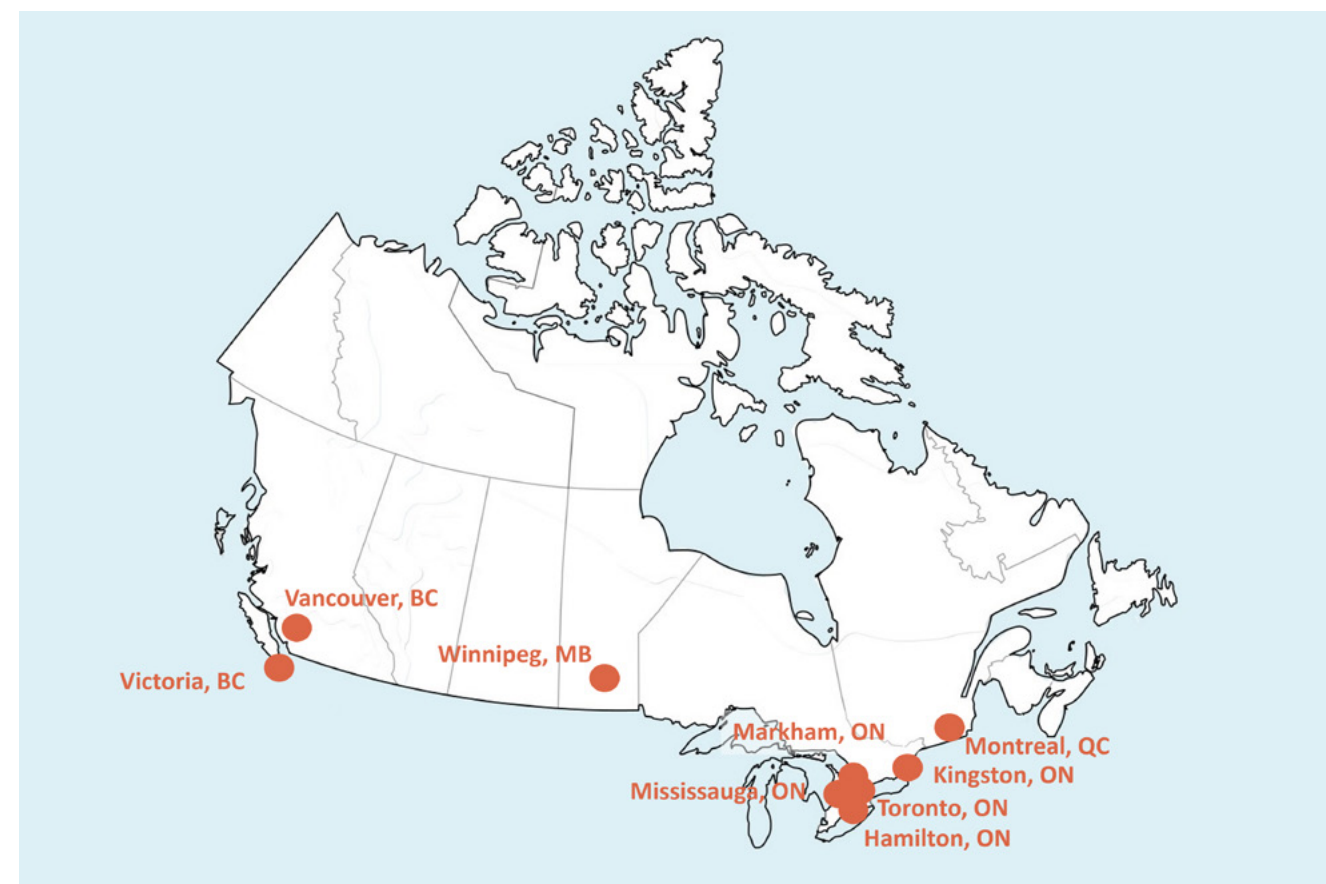 Vancouver, BC
Winnipeg, MB
Victoria, BC
Markham, ON
Montreal, QC
Kingston, ON
Mississauga, ON
Toronto, ON
Hamilton, ON